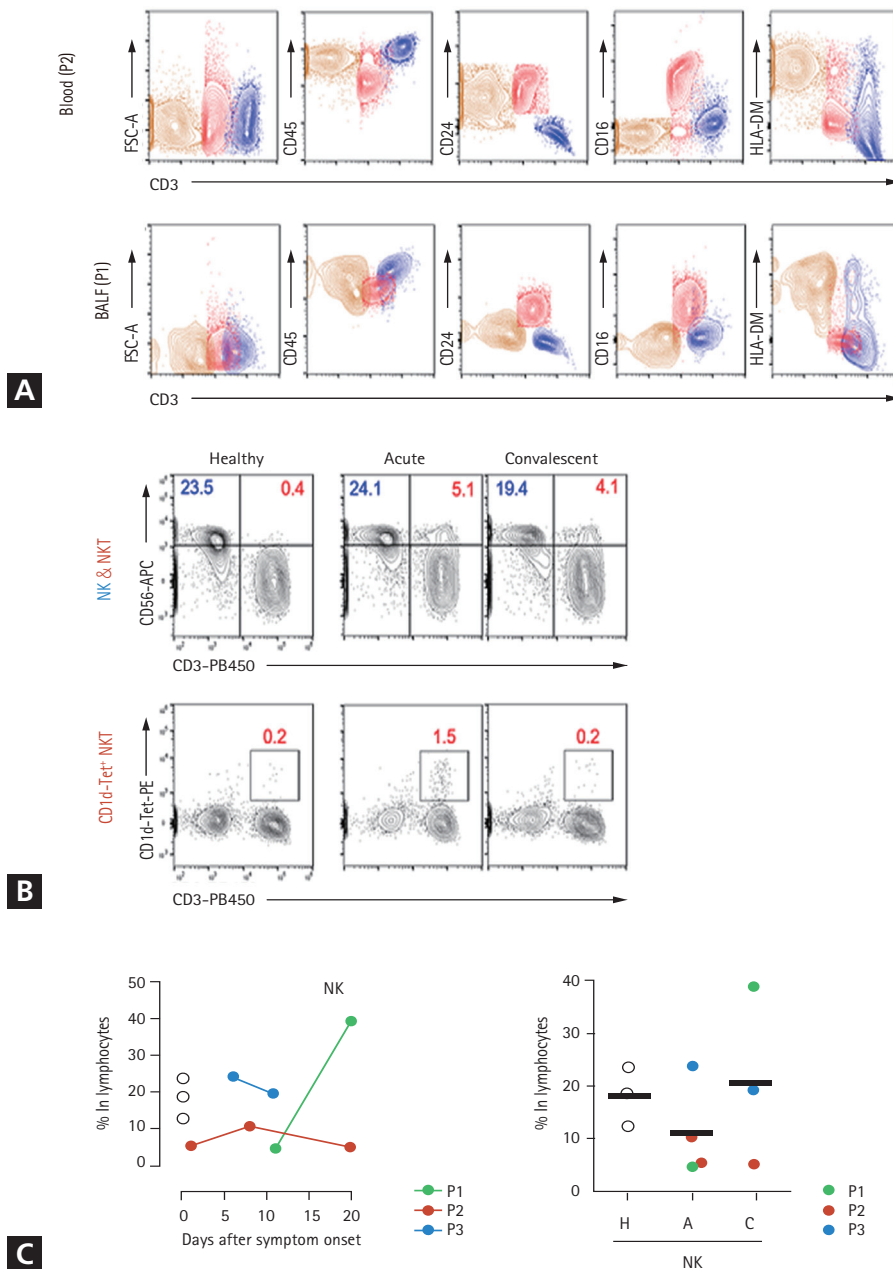 Blood (P2)
FSC-A
CD45
CD24
CD16
HLA-DM
CD3
BALF (P1)
FSC-A
CD45
CD24
CD16
HLA-DM
CD3
A
Healthy
Acute
Convalescent
NK & NKT
CD56-APC
23.5 0.4
24.1 5.1
19.4 4.1
CD3-PB450
CD1d-Tet⁺ NKT
CD1d-Tet-PE
0.2
1.5
0.2
CD3-PB450
B
% In lymphocytes
50
40
30
20
10
0
NK
0 5 10 15 20
Days after symptom onset
P1
P2
P3
% In lymphocytes
40
30
20
10
0
H A C
NK
P1
P2
P3
C